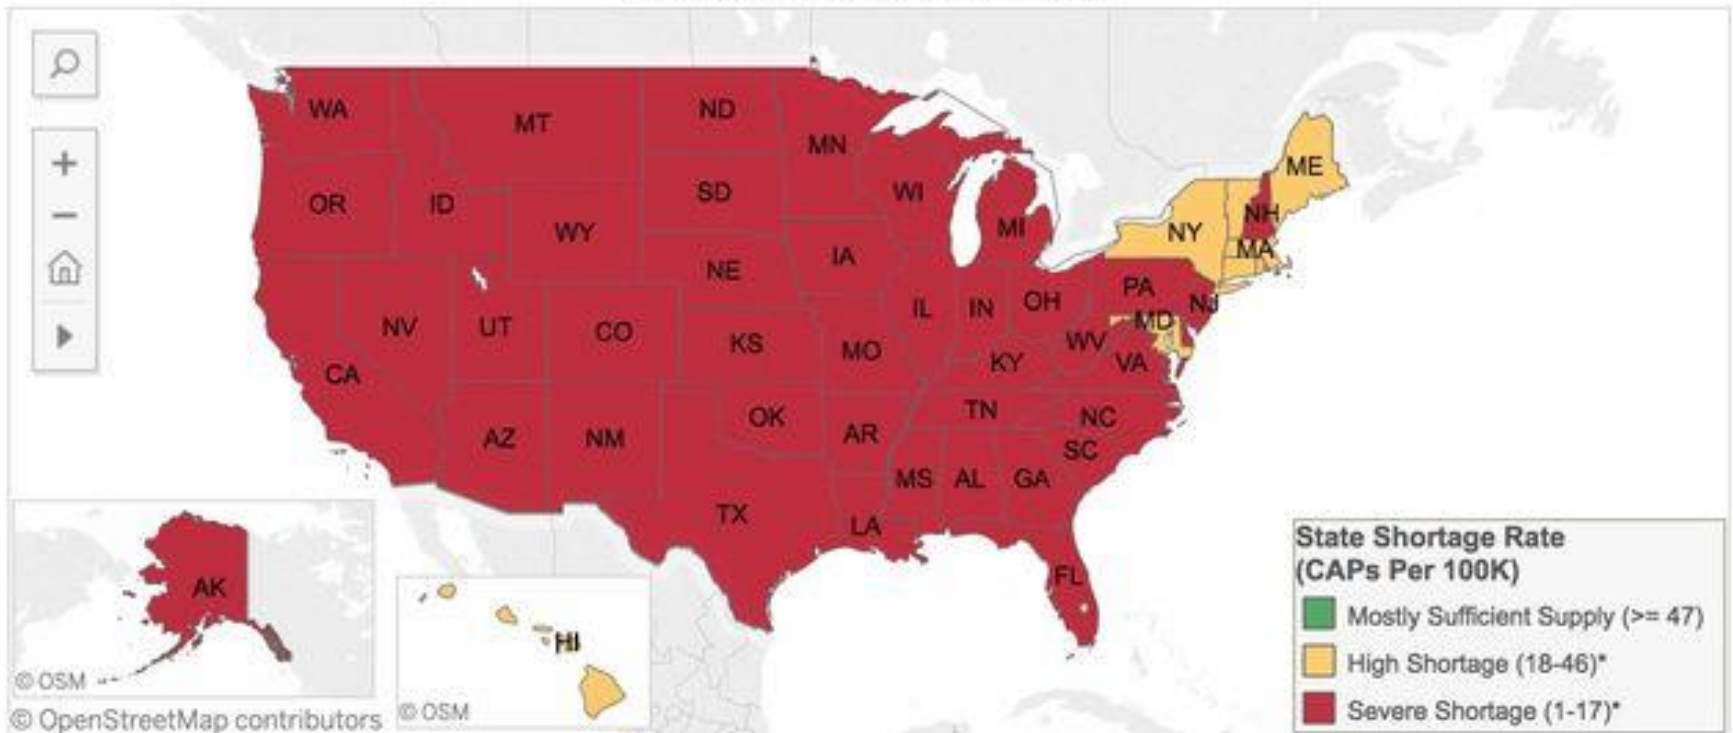 WA
MT
ND
MN
ME
OR
ID
SD
WI
WY
MI
NY
NH
MA
NE
IA
PA
NJ
NV
UT
CO
KS
MO
IL
IN
OH
MD
WV
VA
KY
CA
AZ
NM
OK
AR
TN
NC
SC
MS
AL
GA
TX
LA
FL
AK
© OSM
HI
© OSM
© OpenStreetMap contributors
State Shortage Rate
(CAPs Per 100K)
Mostly Sufficient Supply (>= 47)
High Shortage (18-46)*
Severe Shortage (1-17)*